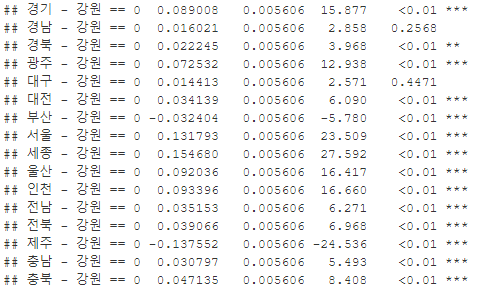 ## 경기 - 강원 == 0  0.089008   0.005606  15.877   <0.01 ***
## 경남 - 강원 == 0  0.016021   0.005606   2.858  0.2568
## 경북 - 강원 == 0  0.022245   0.005606   3.968   <0.01 **
## 광주 - 강원 == 0  0.072532   0.005606  12.938   <0.01 ***
## 대구 - 강원 == 0  0.014413   0.005606   2.571  0.4471
## 대전 - 강원 == 0  0.034139   0.005606   6.090   <0.01 ***
## 부산 - 강원 == 0 -0.032404   0.005606  -5.780   <0.01 ***
## 서울 - 강원 == 0  0.131793   0.005606  23.509   <0.01 ***
## 세종 - 강원 == 0  0.154680   0.005606  27.592   <0.01 ***
## 울산 - 강원 == 0  0.092036   0.005606  16.417   <0.01 ***
## 인천 - 강원 == 0  0.093396   0.005606  16.660   <0.01 ***
## 전남 - 강원 == 0  0.035153   0.005606   6.271   <0.01 ***
## 전북 - 강원 == 0  0.039066   0.005606   6.968   <0.01 ***
## 제주 - 강원 == 0 -0.137552   0.005606 -24.536   <0.01 ***
## 충남 - 강원 == 0  0.030797   0.005606   5.493   <0.01 ***
## 충북 - 강원 == 0  0.047135   0.005606   8.408   <0.01 ***